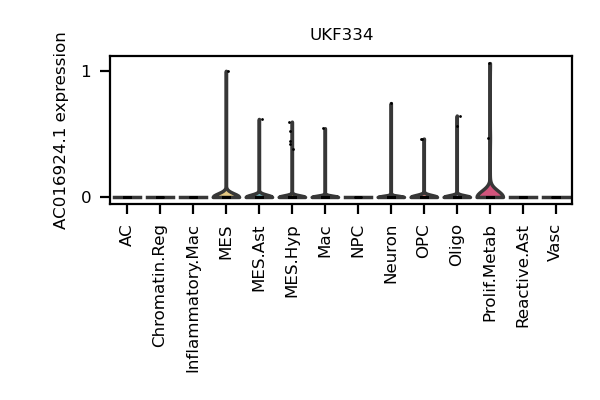 UKF334
AC016924.1 expression
1
0
AC
Chromatin.Reg
Inflammatory.Mac
MES
MES.Ast
MES.Hyp
Mac
NPC
Neuron
OPC
Oligo
Prolif.Metab
Reactive.Ast
Vasc